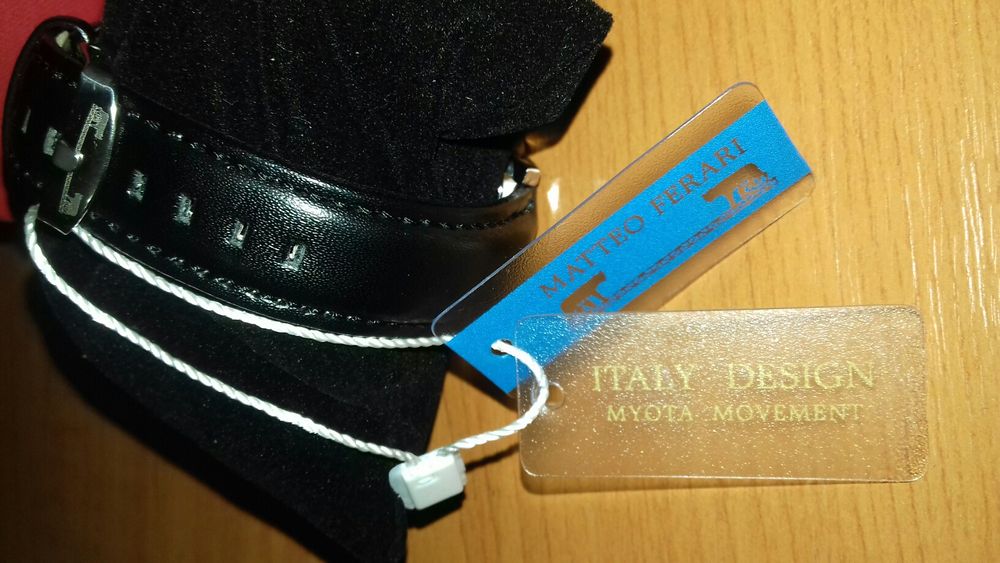 MATTEO FERARI
ITALY DESIGN
MYOTA MOVEMENT